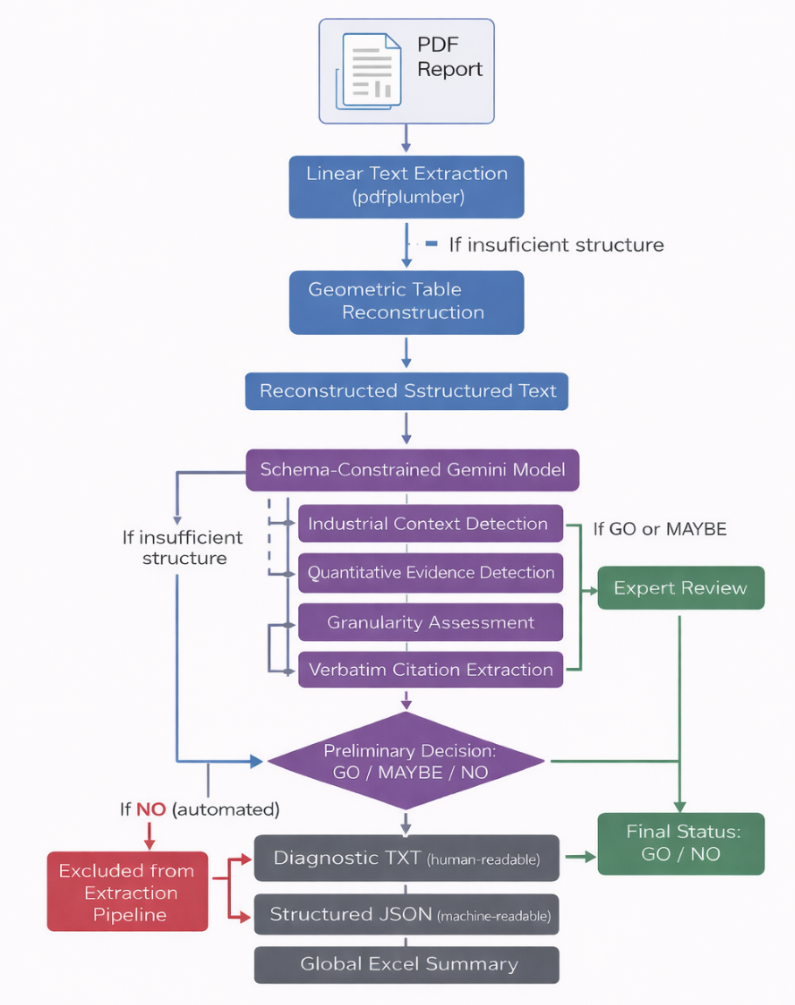 PDF
Report
Linear Text Extraction
(pdfplumber)
If insuficient structure
Geometric Table
Reconstruction
Reconstructed Sstructured Text
Schema-Constrained Gemini Model
If insufficient
structure
Industrial Context Detection
Quantitative Evidence Detection
Granularity Assessment
Verbatim Citation Extraction
If GO or MAYBE
Expert Review
Preliminary Decision:
GO / MAYBE / NO
If NO (automated)
Excluded from
Extraction
Pipeline
Diagnostic TXT (human-readable)
Structured JSON (machine-readable)
Global Excel Summary
Final Status:
GO / NO